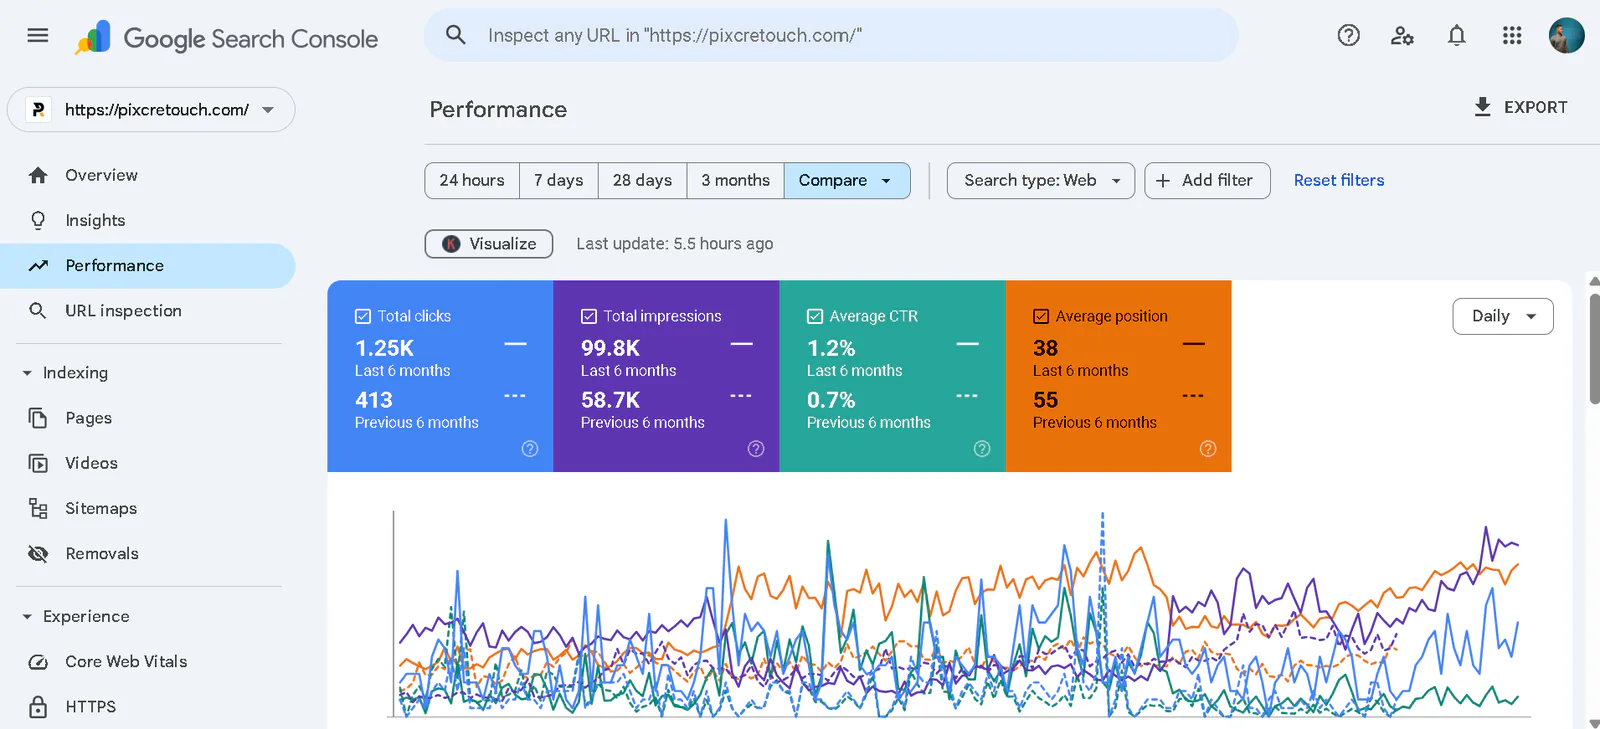 Google Search Console
Inspect any URL in "https://pixcretouch.com/"
https://pixcretouch.com/
Performance
EXPORT
24 hours
7 days
28 days
3 months
Compare
Search type: Web
Add filter
Reset filters
Visualize
Last update: 5.5 hours ago
Overview
Insights
Performance
URL inspection
Indexing
Pages
Videos
Sitemaps
Removals
Experience
Core Web Vitals
HTTPS
Total clicks
1.25K
Last 6 months
413
Previous 6 months
Total impressions
99.8K
Last 6 months
58.7K
Previous 6 months
Average CTR
1.2%
Last 6 months
0.7%
Previous 6 months
Average position
38
Last 6 months
55
Previous 6 months
Daily